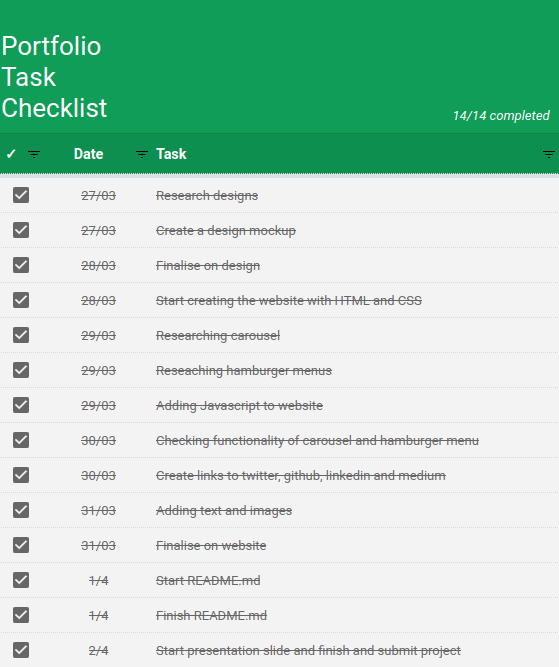 Portfolio
Task
Checklist
14/14 completed
✓ Date Task
27/03 Research designs
27/03 Create a design mockup
28/03 Finalise on design
28/03 Start creating the website with HTML and CSS
29/03 Researching carousel
29/03 Reseaching hamburger menus
29/03 Adding Javascript to website
30/03 Checking functionality of carousel and hamburger menu
30/03 Create links to twitter, github, linkedin and medium
31/03 Adding text and images
31/03 Finalise on website
1/4 Start README.md
1/4 Finish README.md
2/4 Start presentation slide and finish and submit project